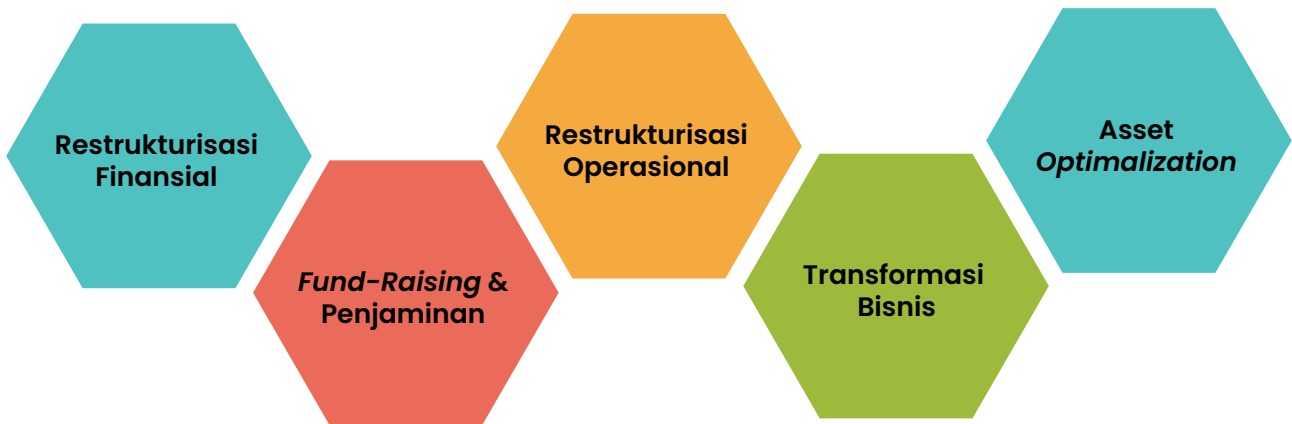 Restrukturisasi
Finansial
Fund-Raising &
Penjaminan
Restrukturisasi
Operasional
Transformasi
Bisnis
Asset
Optimalization